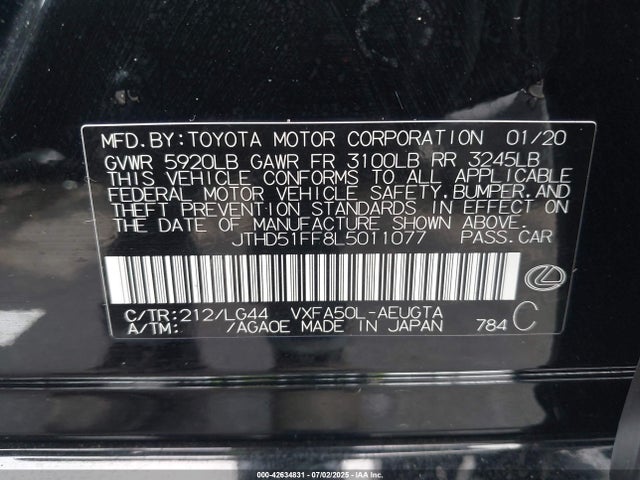 MFD.BY:TOYOTA MOTOR CORPORATION 01/20
GVWR 5920LB GAWR FR 3100LB RR 3245LB
THIS VEHICLE CONFORMS TO ALL APPLICABLE
FEDERAL MOTOR VEHICLE SAFETY, BUMPER, AND
THEFT PREVENTION STANDARDS IN EFFECT ON
THE DATE OF MANUFACTURE SHOWN ABOVE.
JTHD51FF8L5011077 PASS.CAR
C/TR:212/LG44 VXFA50L-AEUGTA
A/TM: /AGA0E MADE IN JAPAN 784 C
000-42634831 - 07/02/2025 - IAA Inc.